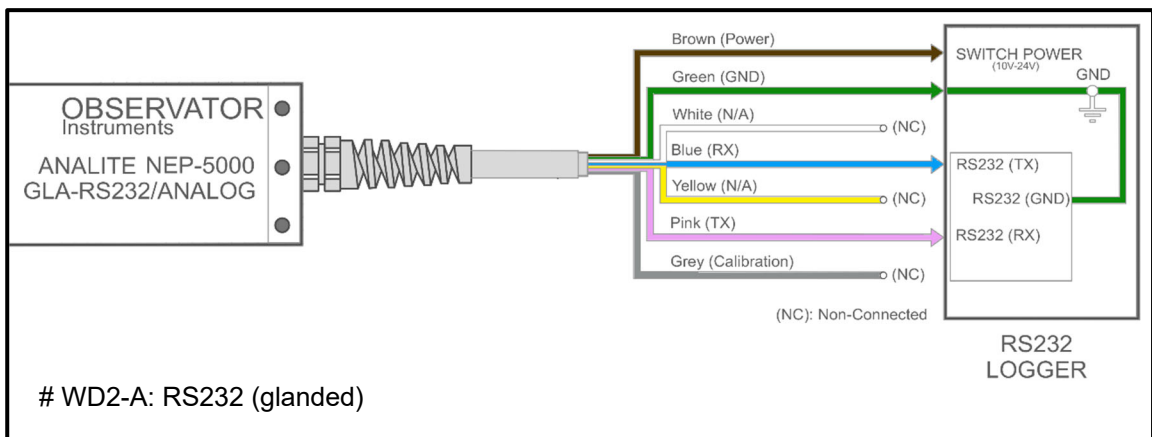 OBSERVATOR
Instruments
ANALITE NEP-5000
GLA-RS232/ANALOG
Brown (Power)
Green (GND)
White (N/A)
(NC)
Blue (RX)
Yellow (N/A)
(NC)
Pink (TX)
Grey (Calibration)
(NC)
(NC): Non-Connected
SWITCH POWER
(10V-24V)
GND
RS232 (TX)
RS232 (GND)
RS232 (RX)
RS232
LOGGER
# WD2-A: RS232 (glanded)